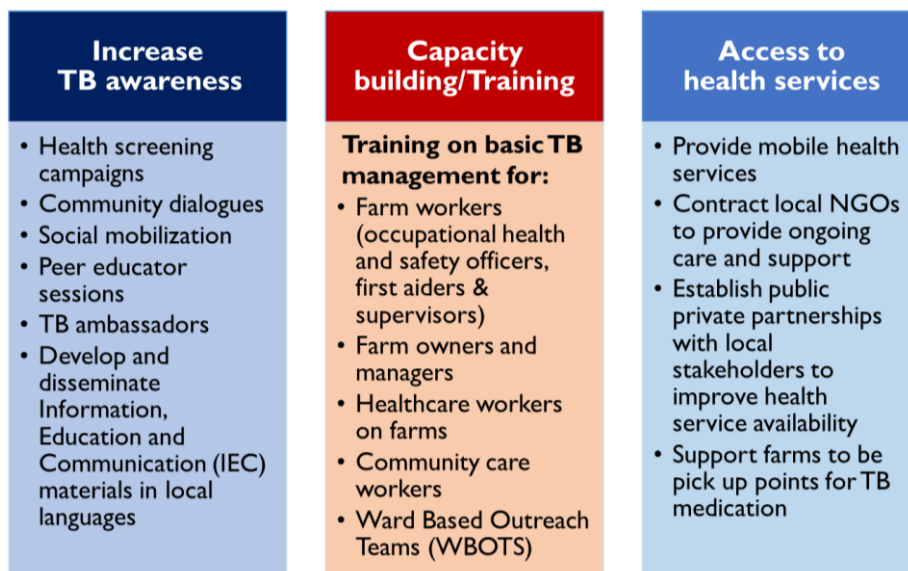 Increase
TB awareness
• Health screening
campaigns
• Community dialogues
• Social mobilization
• Peer educator
sessions
• TB ambassadors
• Develop and
disseminate
Information,
Education and
Communication (IEC)
materials in local
languages
Capacity
building/Training
Training on basic TB
management for:
• Farm workers
(occupational health
and safety officers,
first aiders &
supervisors)
• Farm owners and
managers
• Healthcare workers
on farms
• Community care
workers
• Ward Based Outreach
Teams (WBOTS)
Access to
health services
• Provide mobile health
services
• Contract local NGOs
to provide ongoing
care and support
• Establish public
private partnerships
with local
stakeholders to
improve health
service availability
• Support farms to be
pick up points for TB
medication